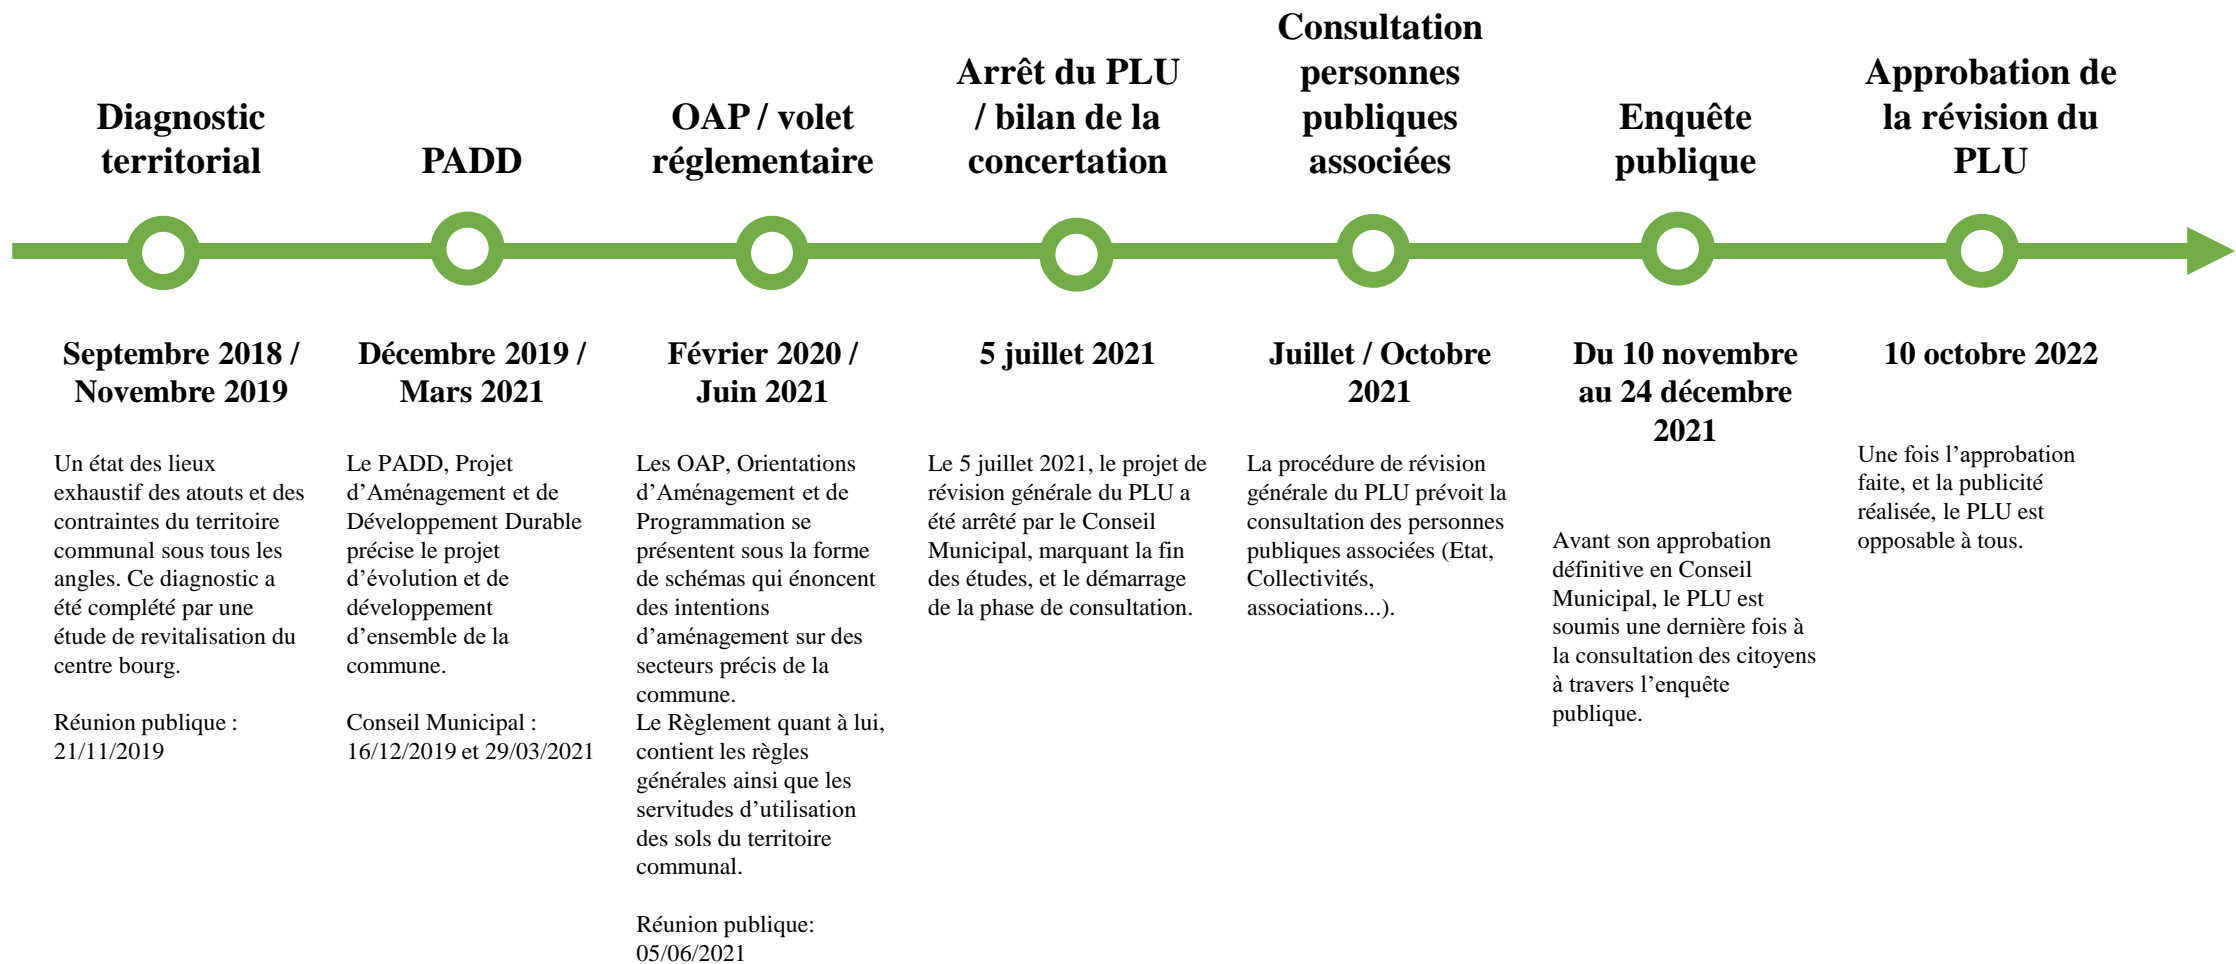 Diagnostic
territorial
PADD
OAP / volet
réglementaire
Arrêt du PLU
/ bilan de la
concertation
Consultation
personnes
publiques
associées
Enquête
publique
Approbation de
la révision du
PLU
Septembre 2018 /
Novembre 2019
Un état des lieux
exhaustif des atouts et des
contraintes du territoire
communal sous tous les
angles. Ce diagnostic a
été complété par une
étude de revitalisation du
centre bourg.
Réunion publique :
21/11/2019
Décembre 2019 /
Mars 2021
Le PADD, Projet
d’Aménagement et de
Développement Durable
précise le projet
d’évolution et de
développement
d’ensemble de la
commune.
Conseil Municipal :
16/12/2019 et 29/03/2021
Février 2020 /
Juin 2021
Les OAP, Orientations
d’Aménagement et de
Programmation se
présentent sous la forme
de schémas qui énoncent
des intentions
d’aménagement sur des
secteurs précis de la
commune.
Le Règlement quant à lui,
contient les règles
générales ainsi que les
servitudes d’utilisation
des sols du territoire
communal.
Réunion publique:
05/06/2021
5 juillet 2021
Le 5 juillet 2021, le projet de
révision générale du PLU a
été arrêté par le Conseil
Municipal, marquant la fin
des études, et le démarrage
de la phase de consultation.
Juillet / Octobre
2021
La procédure de révision
générale du PLU prévoit la
consultation des personnes
publiques associées (Etat,
Collectivités,
associations...).
Du 10 novembre
au 24 décembre
2021
Avant son approbation
définitive en Conseil
Municipal, le PLU est
soumis une dernière fois à
la consultation des citoyens
à travers l’enquête
publique.
10 octobre 2022
Une fois l’approbation
faite, et la publicité
réalisée, le PLU est
opposable à tous.